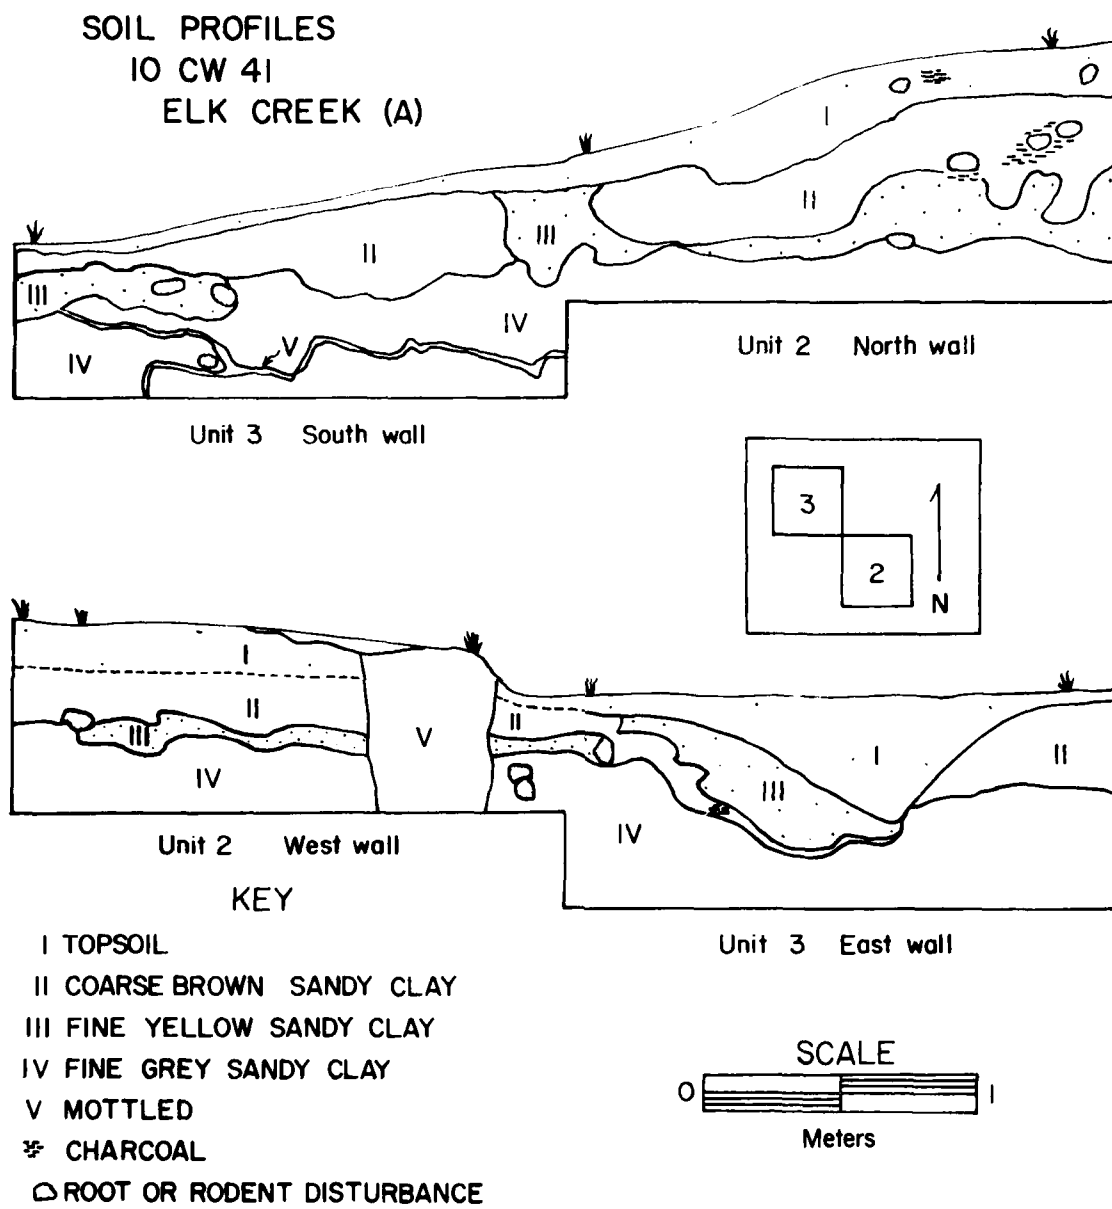 SOIL PROFILES
10 CW 41
ELK CREEK (A)
I
II
III
II
III
IV
IV
V
Unit 2 North wall
Unit 3 South wall
3
2
N
I
II
III
IV
V
II
III
I
II
IV
Unit 2 West wall
Unit 3 East wall
KEY
I TOPSOIL
II COARSE BROWN SANDY CLAY
III FINE YELLOW SANDY CLAY
IV FINE GREY SANDY CLAY
V MOTTLED
CHARCOAL
ROOT OR RODENT DISTURBANCE
SCALE
0 1
Meters